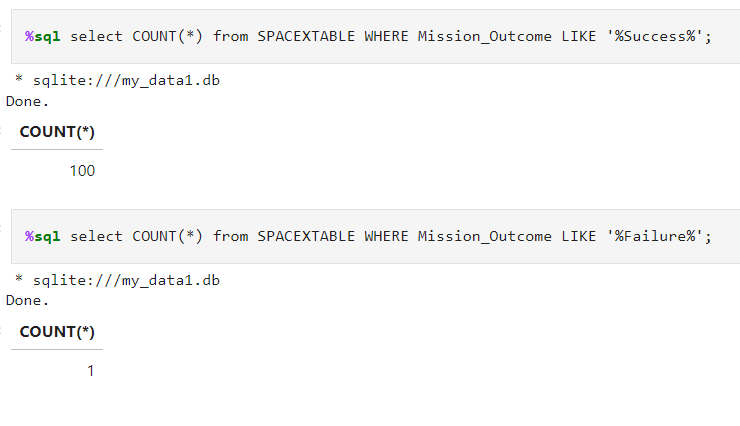 %sql select COUNT(*) from SPACEXTABLE WHERE Mission_Outcome LIKE '%Success%';
* sqlite:///my_data1.db
Done.
COUNT(*)
100
%sql select COUNT(*) from SPACEXTABLE WHERE Mission_Outcome LIKE '%Failure%';
* sqlite:///my_data1.db
Done.
COUNT(*)
1